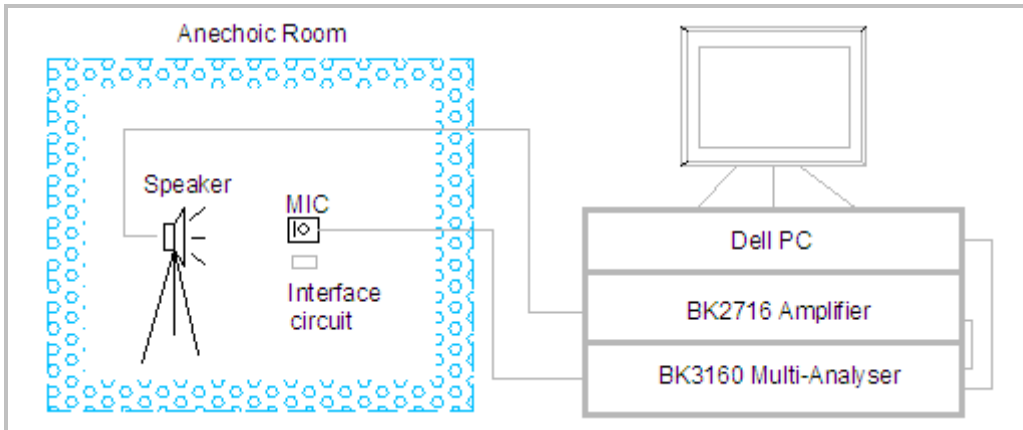 Anechoic Room
Speaker
MIC
Interface
circuit
Dell PC
BK2716 Amplifier
BK3160 Multi-Analyser